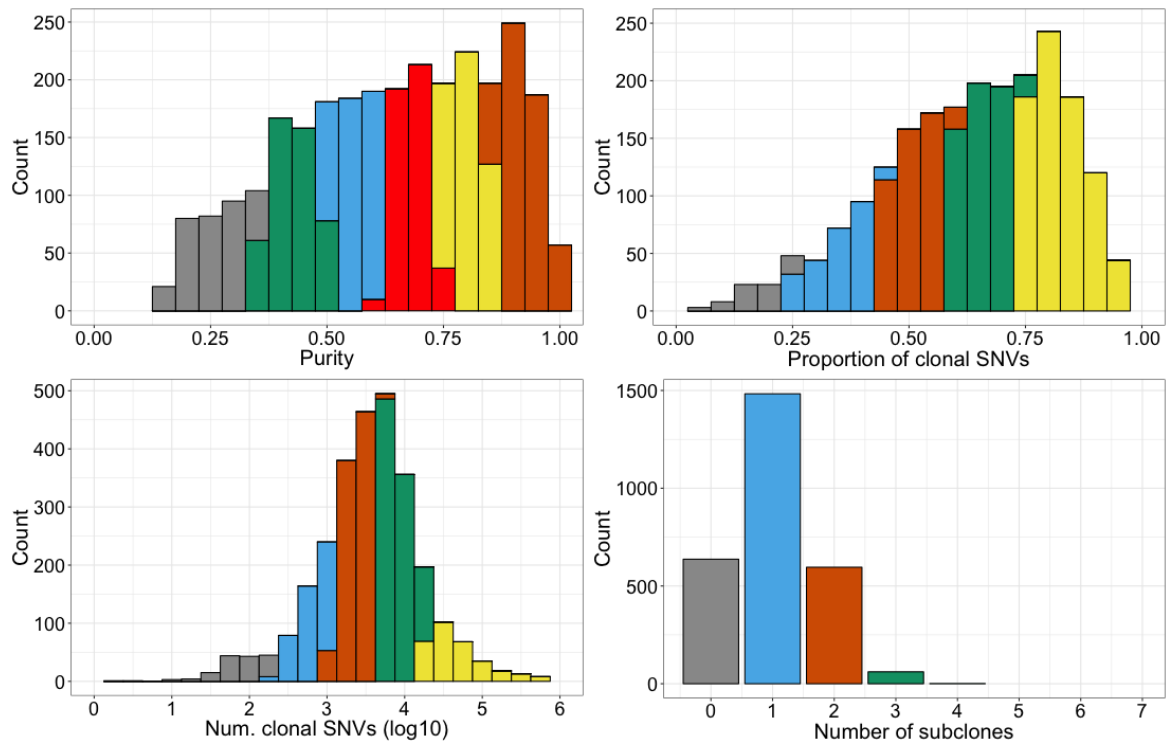 250
200
150
100
50
0
Count
0.00 0.25 0.50 0.75 1.00
Purity
250
200
150
100
50
0
Count
0.00 0.25 0.50 0.75 1.00
Proportion of clonal SNVs
500
400
300
200
100
0
Count
0 1 2 3 4 5 6
Num. clonal SNVs (log10)
1500
1000
500
0
Count
0 1 2 3 4 5 6 7
Number of subclones